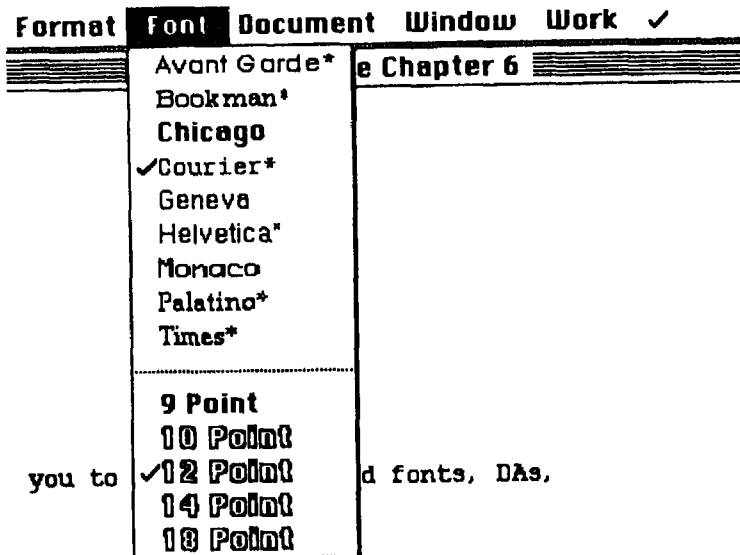 Format Font Document Window Work ✓
e Chapter 6
Avant Garde*
Bookman*
Chicago
✓Courier*
Geneva
Helvetica*
Monaco
Palatino*
Times*
9 Point
10 Point
you to ✓12 Point d fonts, DAs,
14 Point
18 Point